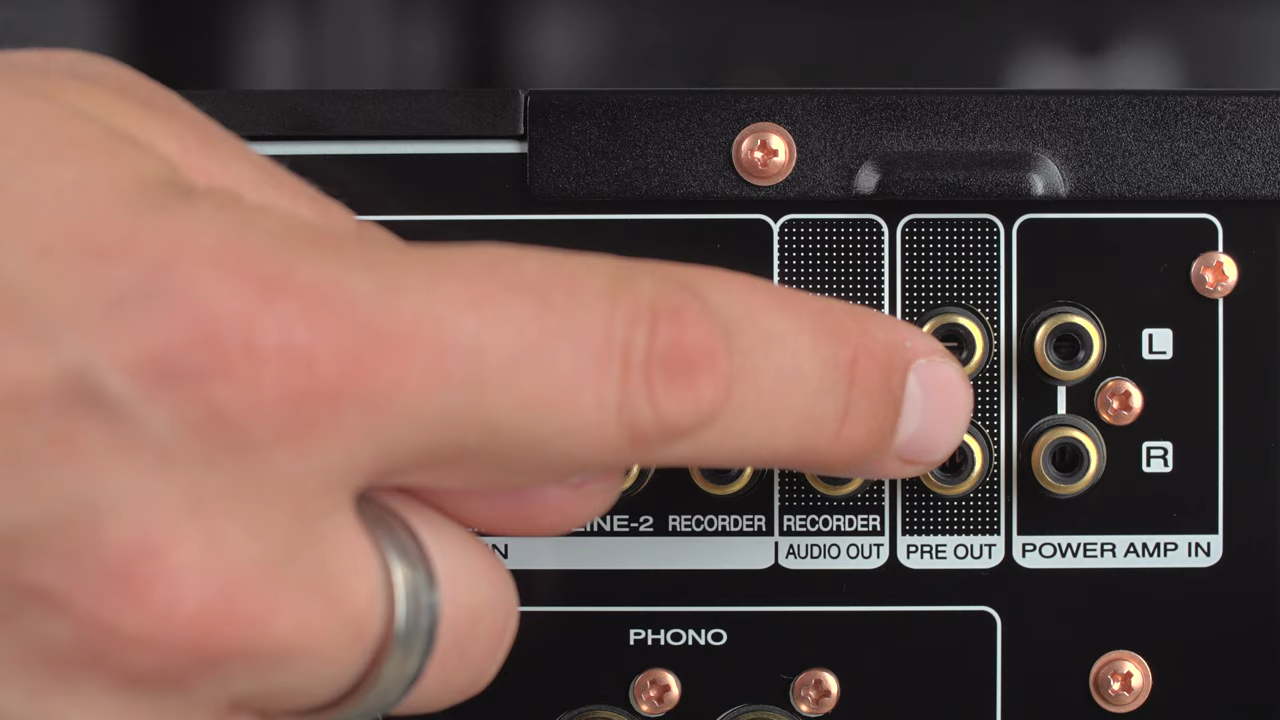 L
R
LINE-2 RECORDER RECORDER
AUDIO OUT PRE OUT POWER AMP IN
PHONO